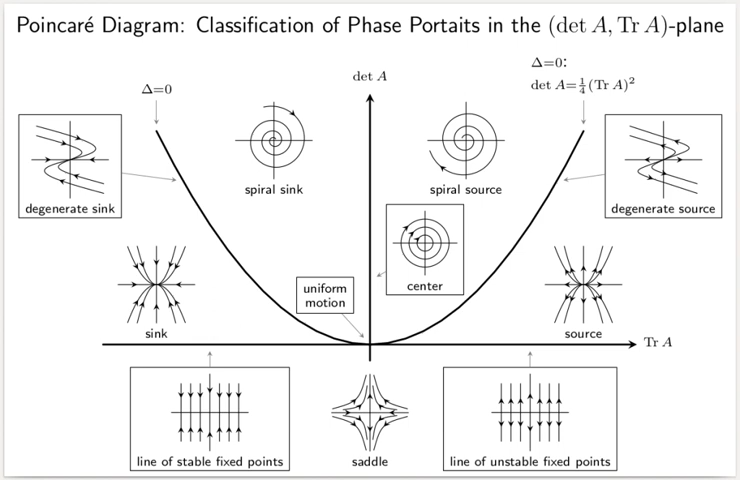 Poincaré Diagram: Classification of Phase Portaits in the (det A, Tr A)-plane
Δ=0
det A
Δ=0:
det A=¼(Tr A)²
degenerate sink
spiral sink
spiral source
degenerate source
uniform
motion
center
sink
source
Tr A
line of stable fixed points
saddle
line of unstable fixed points